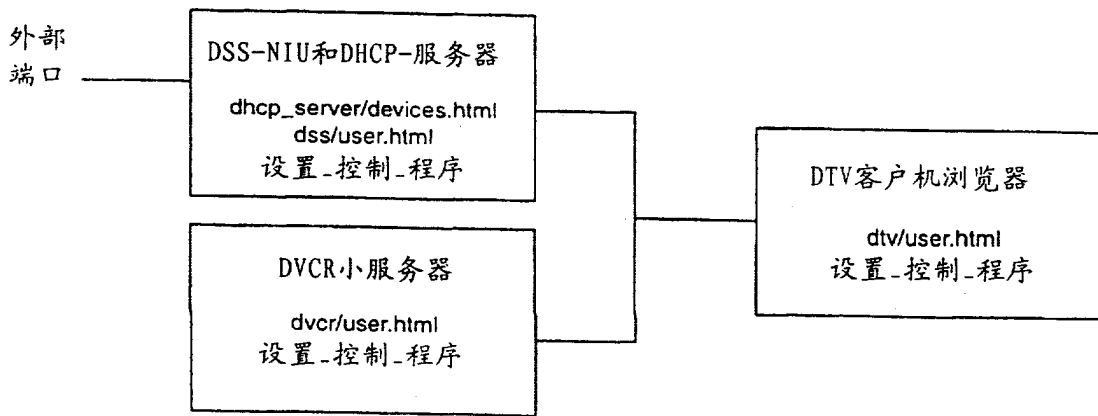 外部
端口
DSS-NIU和DHCP-服务器
dhcp_server/devices.html
dss/user.html
设置_控制_程序
DVCR小服务器
dvcr/user.html
设置_控制_程序
DTV客户机浏览器
dtv/user.html
设置_控制_程序